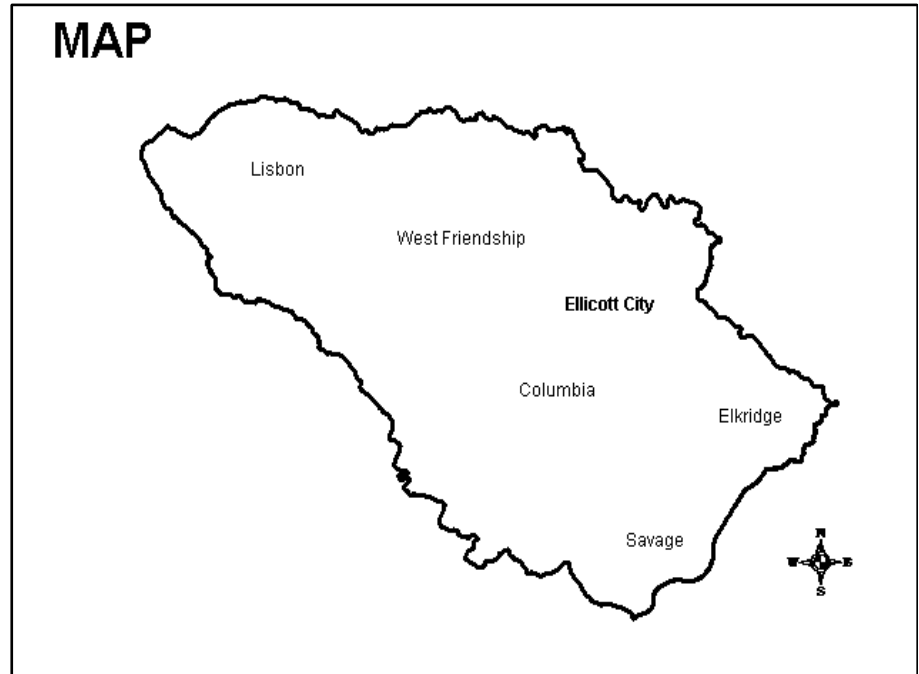 MAP
Lisbon
West Friendship
Ellicott City
Columbia
Elkridge
Savage
N
W E
S